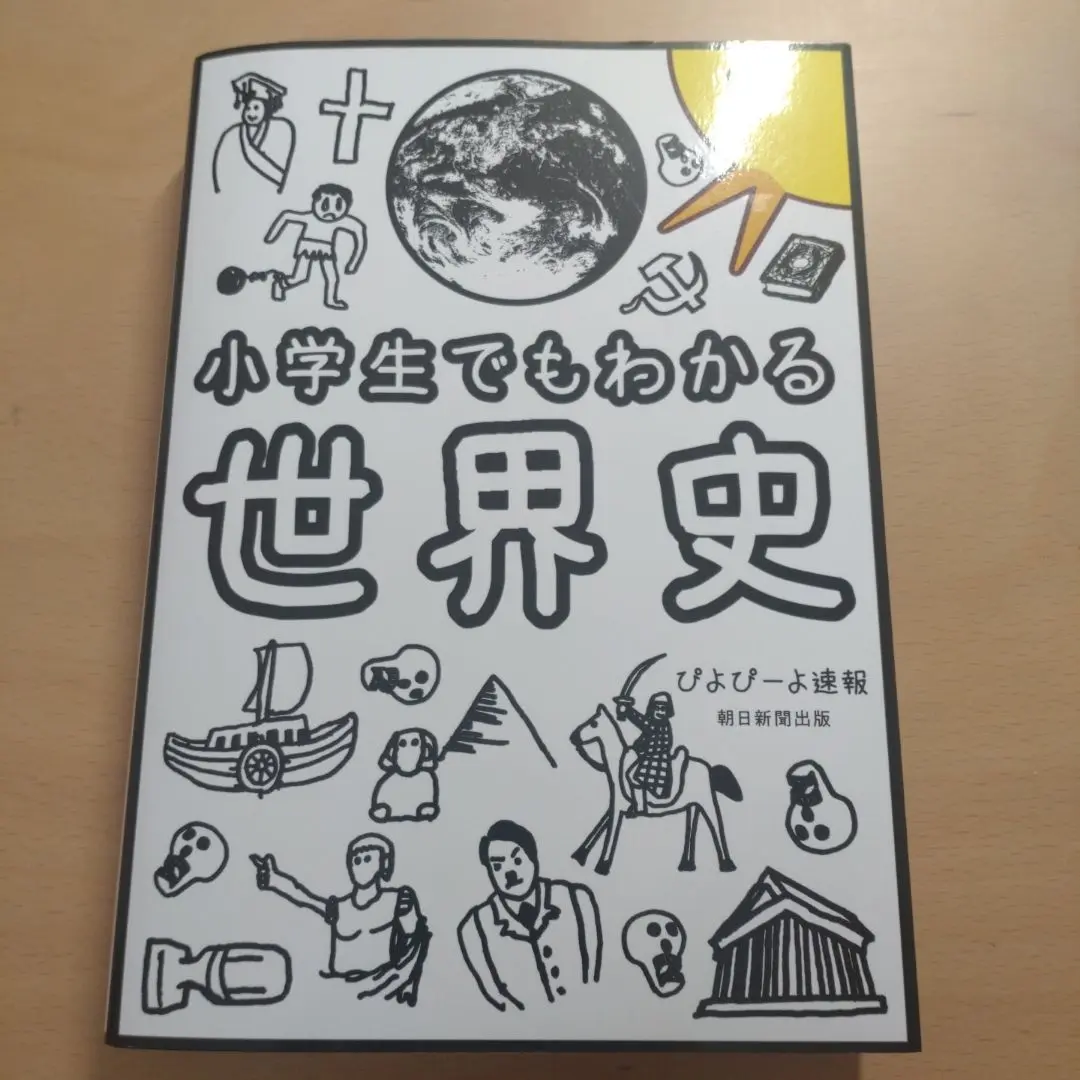 小学生でもわかる
世界史
ぴよぴーよ速報
朝日新聞出版